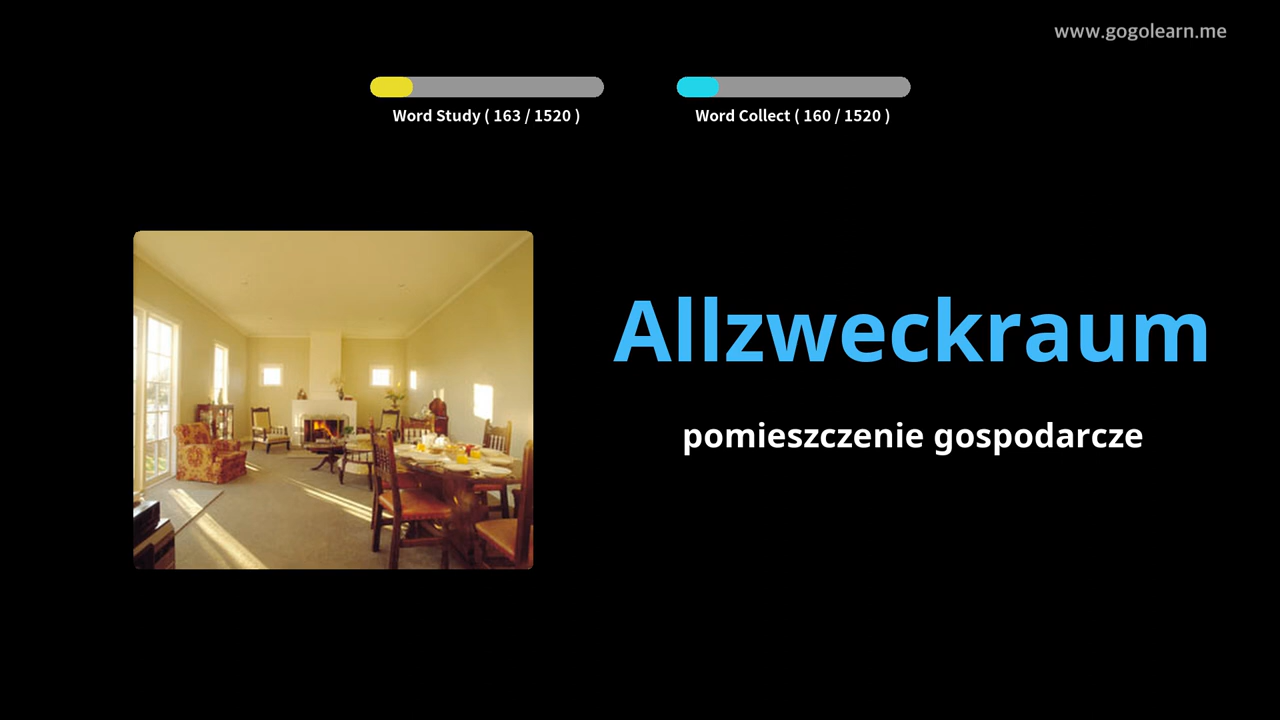 www.gogolearn.me
Word Study ( 163 / 1520 )
Word Collect ( 160 / 1520 )
Allzweckraum
pomieszczenie gospodarcze